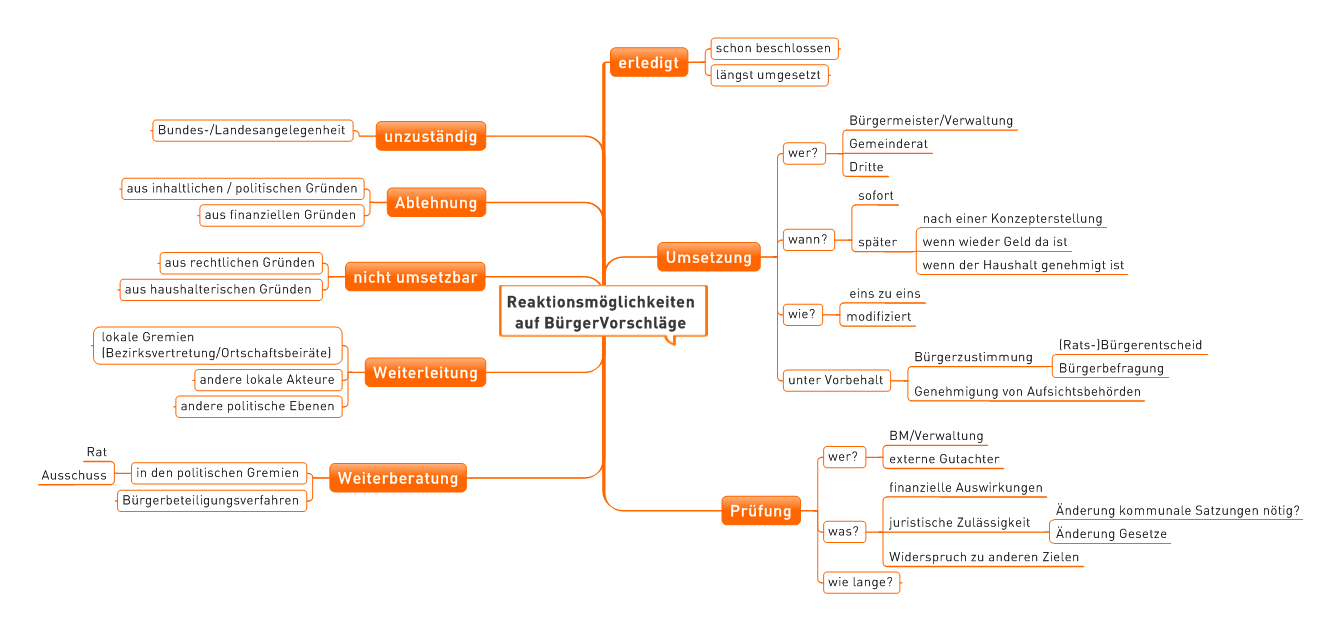 Reaktionsmöglichkeiten
auf BürgerVorschläge
erledigt
schon beschlossen
längst umgesetzt
Umsetzung
wer?
Bürgermeister/Verwaltung
Gemeinderat
Dritte
wann?
sofort
später
nach einer Konzepterstellung
wenn wieder Geld da ist
wenn der Haushalt genehmigt ist
wie?
eins zu eins
modifiziert
unter Vorbehalt
Bürgerzustimmung
(Rats-)Bürgerentscheid
Bürgerbefragung
Genehmigung von Aufsichtsbehörden
Prüfung
wer?
BM/Verwaltung
externe Gutachter
was?
finanzielle Auswirkungen
juristische Zulässigkeit
Änderung kommunale Satzungen nötig?
Änderung Gesetze
Widerspruch zu anderen Zielen
wie lange?
unzuständig
Bundes-/Landesangelegenheit
Ablehnung
aus inhaltlichen / politischen Gründen
aus finanziellen Gründen
nicht umsetzbar
aus rechtlichen Gründen
aus haushalterischen Gründen
Weiterleitung
lokale Gremien
(Bezirksvertretung/Ortschaftsbeiräte)
andere lokale Akteure
andere politische Ebenen
Weiterberatung
in den politischen Gremien
Rat
Ausschuss
Bürgerbeteiligungsverfahren